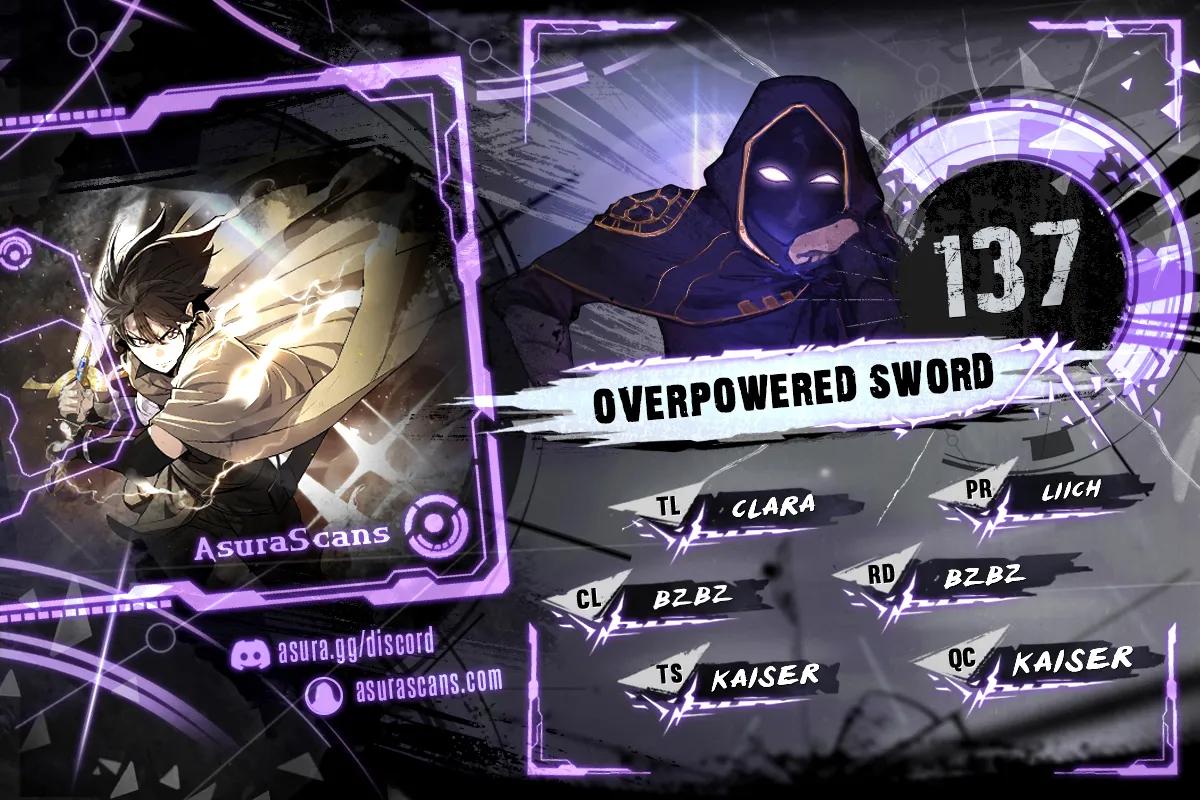 137
OVERPOWERED SWORD
TL CLARA
PR LIICH
CL BZBZ
RD BZBZ
TS KAISER
QC KAISER
AsuraScans
asura.gg/discord
asurascans.com